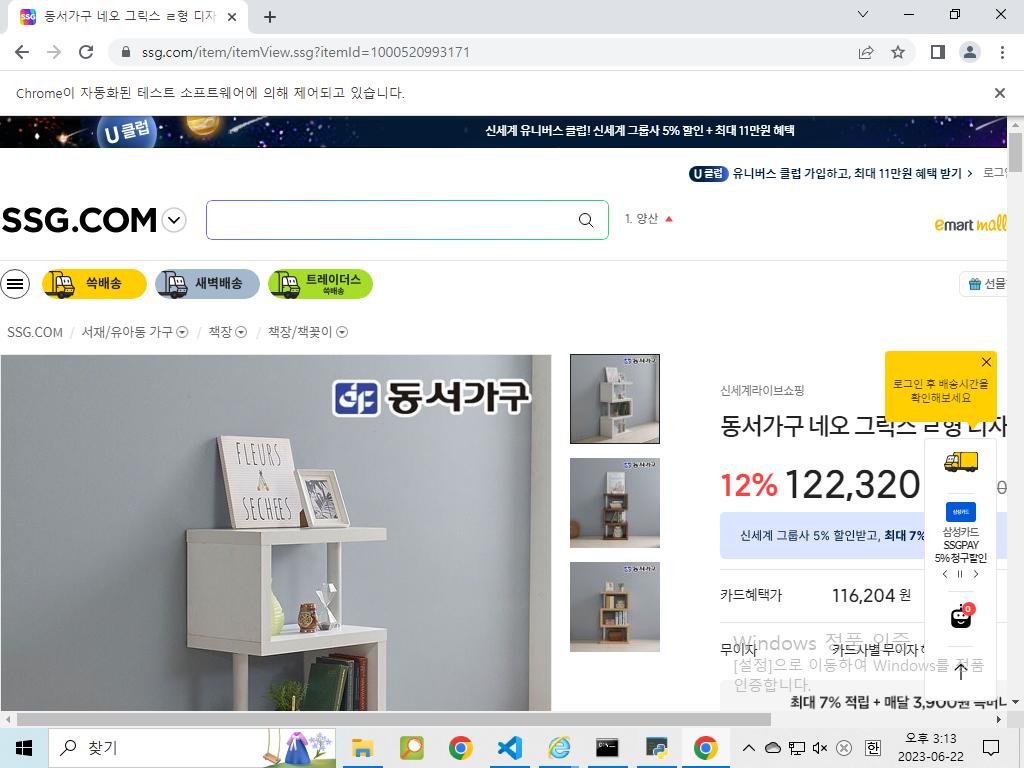 동서가구 네오 그릭스 ㄹ형 디자
ssg.com/item/itemView.ssg?itemId=1000520993171
Chrome이 자동화된 테스트 소프트웨어에 의해 제어되고 있습니다.
U 클럽
신세계 유니버스 클럽! 신세계 그룹사 5% 할인 + 최대 11만원 혜택
U 클럽 유니버스 클럽 가입하고, 최대 11만원 혜택 받기 로그인
SSG.COM
1. 양산
emart mall
쓱배송
새벽배송
트레이더스
쓱배송
선물
SSG.COM / 서재/유아동 가구 / 책장 / 책장/책꽂이
동서가구
FLEURS
A
SECHEES
신세계라이브쇼핑
동서가구 네오 그릭스 ㄹ형 디자
로그인 후 배송시간을
확인해보세요
12% 122,320
신세계 그룹사 5% 할인받고, 최대 7%
삼성카드
삼성카드
SSGPAY
5% 청구할인
카드혜택가 116,204 원
0
무이자 카드사별 무이자
최대 7% 적립 + 매달 3,900원
Windows 정품 인증
[설정]으로 이동하여 Windows를 정품
인증합니다.
찾기
오후 3:13
2023-06-22
한